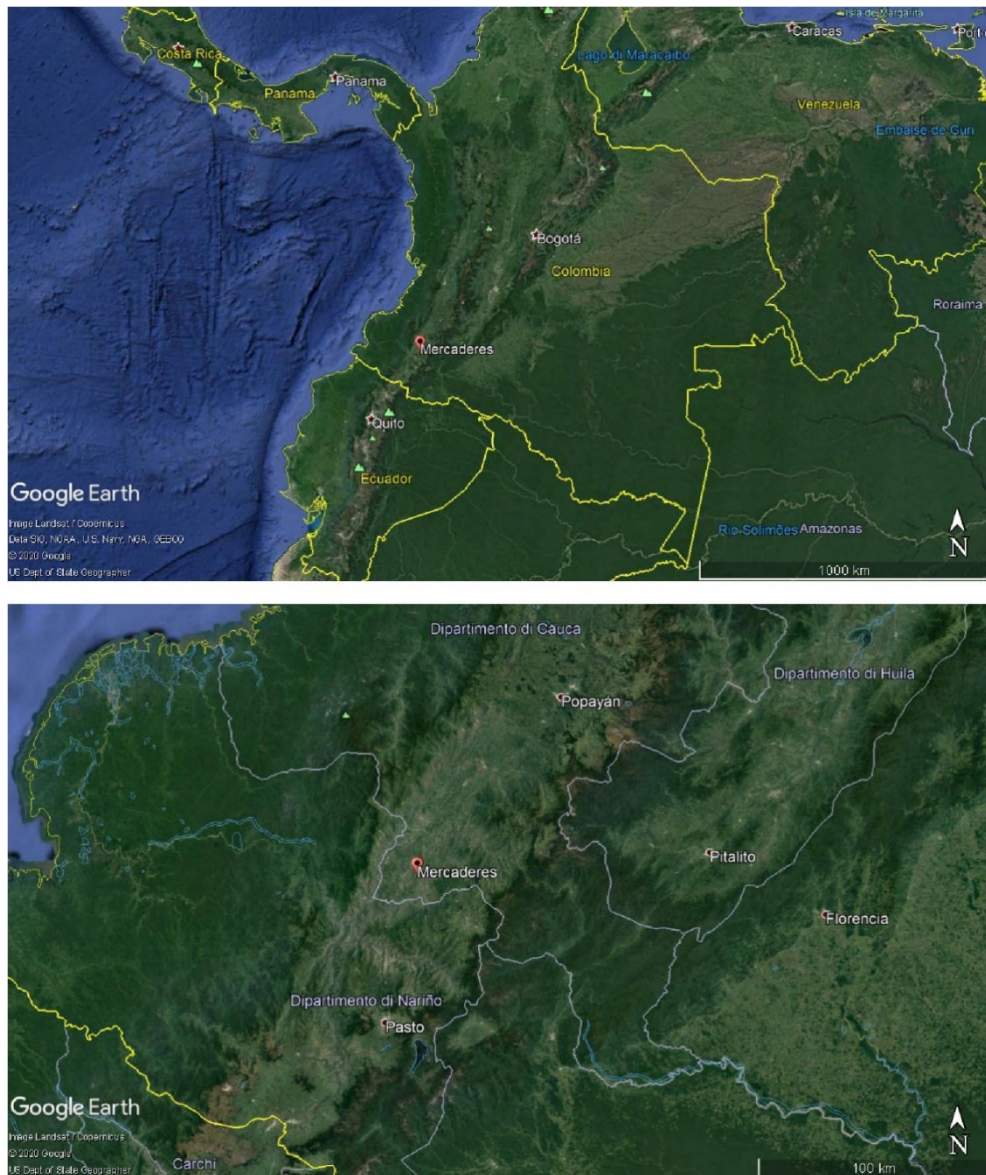 Isla de Margarita
Costa Rica
Caracas
Lago di Maracaibo
Panama
Panama
Venezuela
Embalse de Guri
Bogotá
Colombia
Roraima
Mercaderes
Quito
Ecuador
Google Earth
Image Landsat / Copernicus
Data SIO, NOAA, U.S. Navy, NGA, GEBCO
© 2020 Google
US Dept of State Geographer
Rio Solimões
Amazonas
N
1000 km
Dipartimento di Cauca
Dipartimento di Huila
Popayán
Mercaderes
Pitalito
Florencia
Dipartimento di Nariño
Pasto
Google Earth
Image Landsat / Copernicus
© 2020 Google
US Dept of State Geographer
Carchi
N
100 km